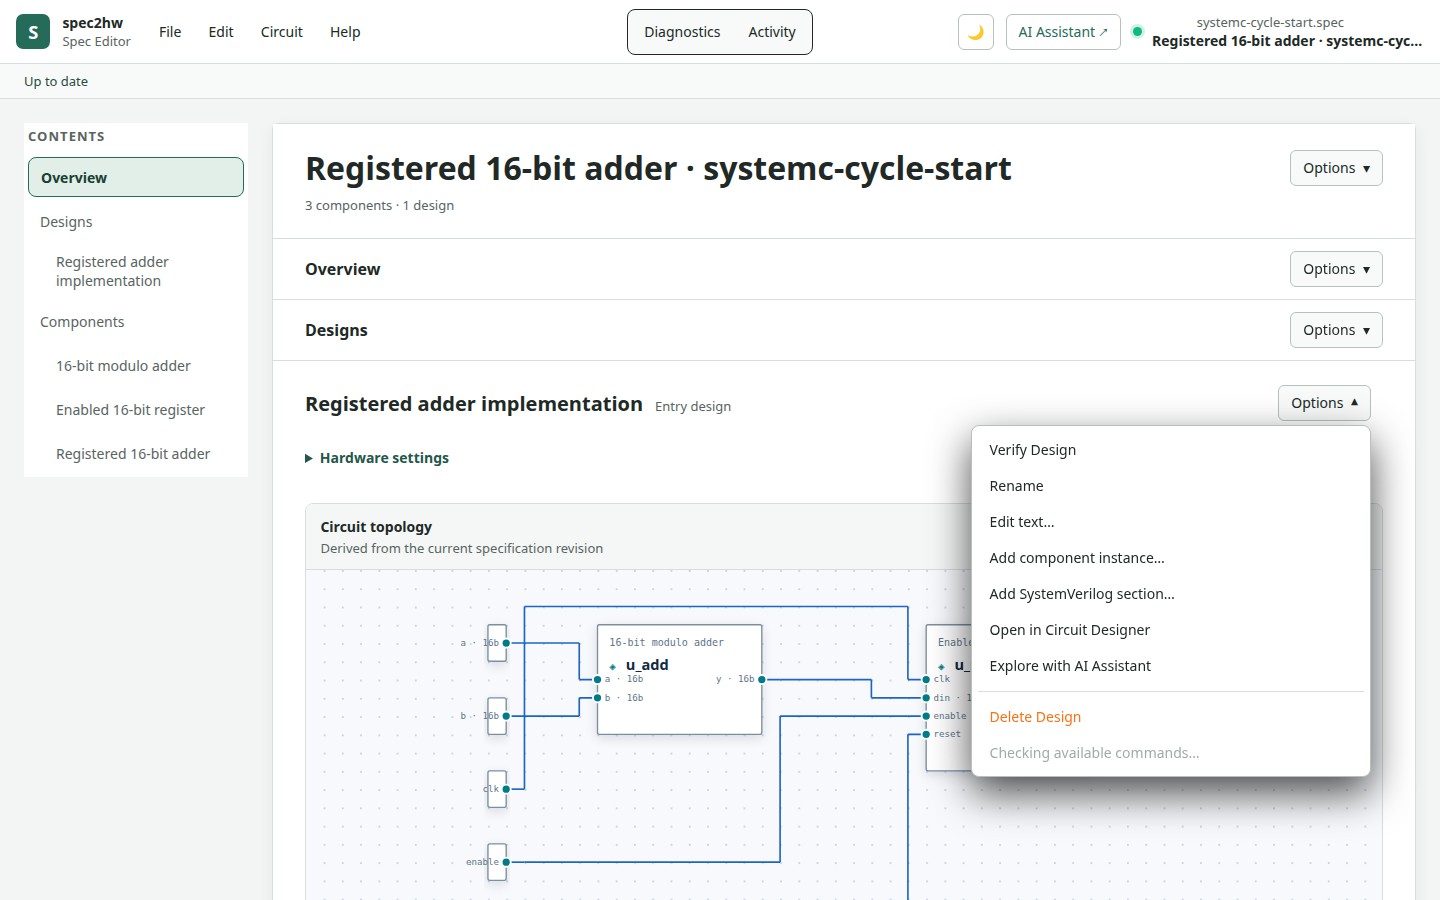 S
spec2hw
Spec Editor
File
Edit
Circuit
Help
Diagnostics
Activity
AI Assistant ↗
systemc-cycle-start.spec
Registered 16-bit adder · systemc-cyc...
Up to date
CONTENTS
Overview
Designs
Registered adder
implementation
Components
16-bit modulo adder
Enabled 16-bit register
Registered 16-bit adder
Registered 16-bit adder · systemc-cycle-start
Options ▾
3 components · 1 design
Overview
Options ▾
Designs
Options ▾
Registered adder implementation
Entry design
Options ▴
Hardware settings
Verify Design
Rename
Edit text...
Add component instance...
Add SystemVerilog section...
Open in Circuit Designer
Explore with AI Assistant
Delete Design
Checking available commands...
Circuit topology
Derived from the current specification revision
a · 16b
b · 16b
clk
enable
16-bit modulo adder
u_add
a · 16b
b · 16b
y · 16b
clk
enable
reset